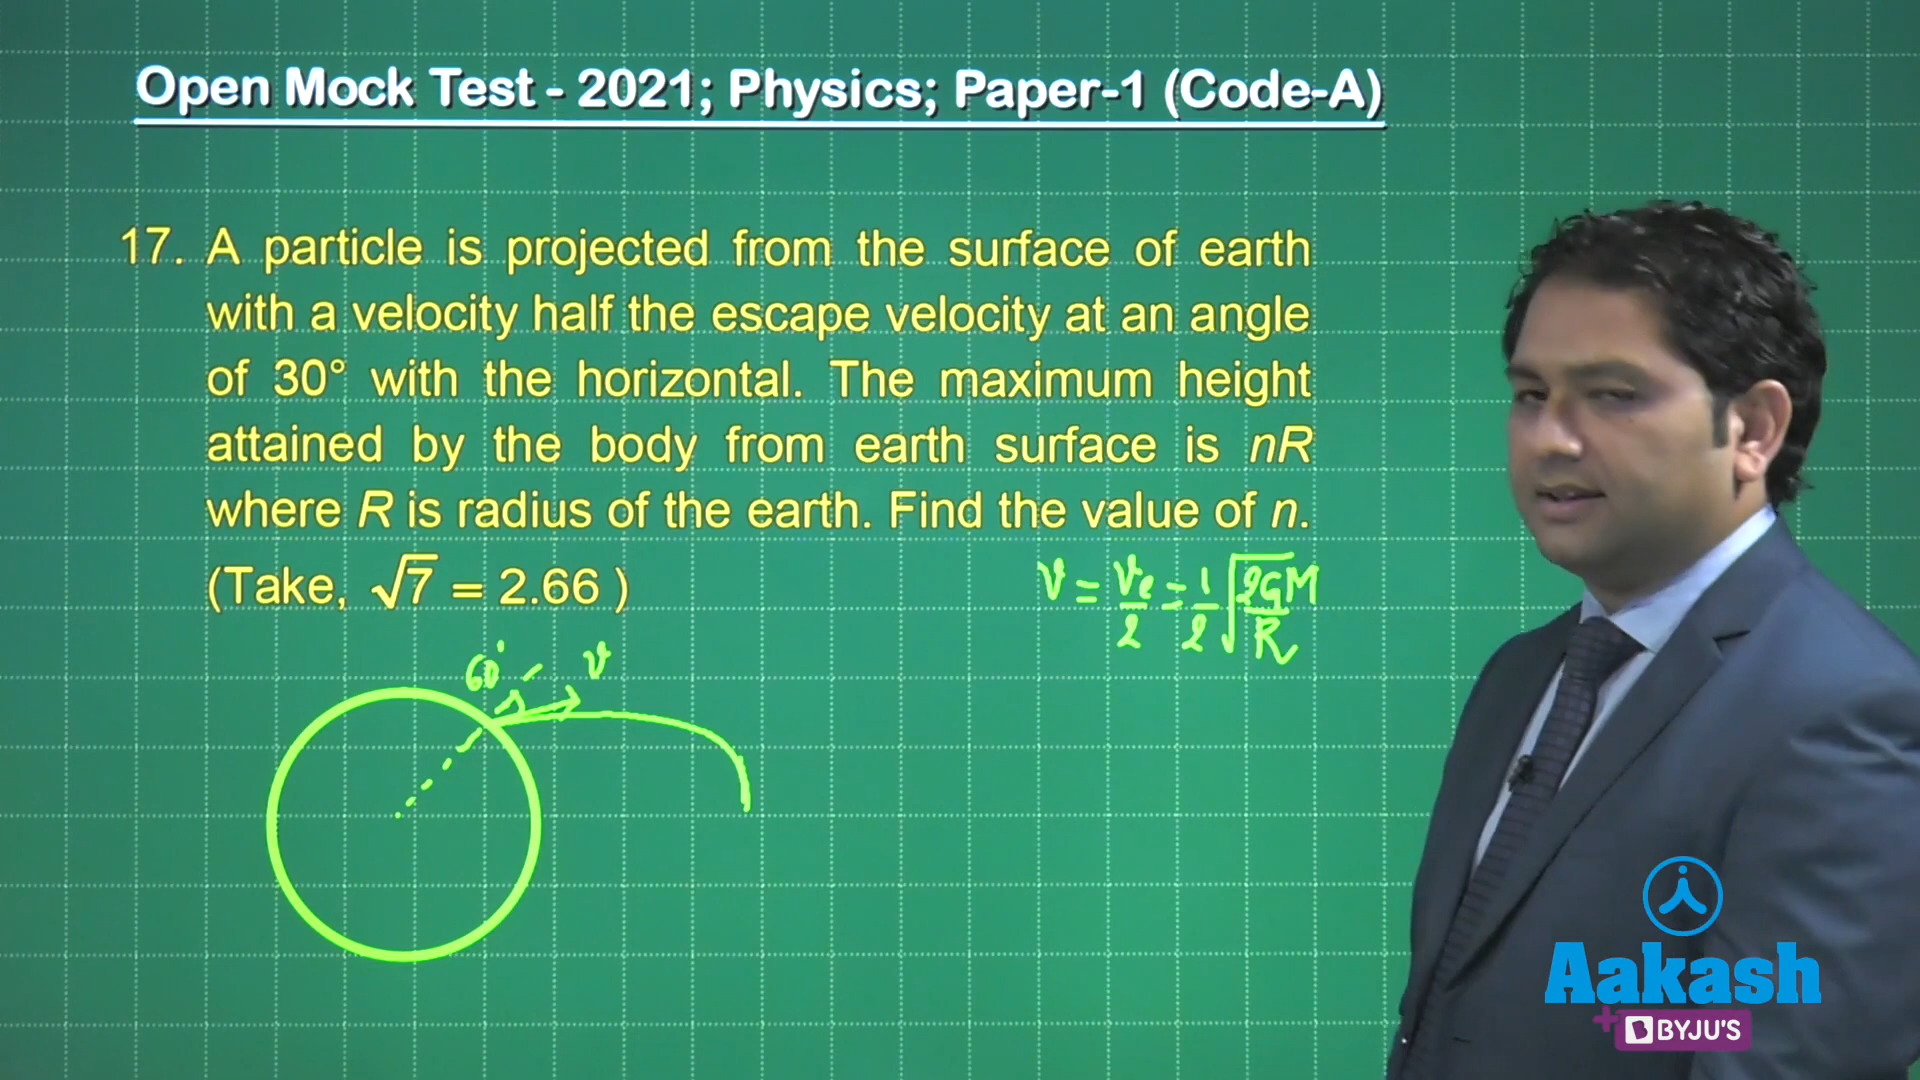 Open Mock Test - 2021; Physics; Paper-1 (Code-A)
17. A particle is projected from the surface of earth
with a velocity half the escape velocity at an angle
of 30° with the horizontal. The maximum height
attained by the body from earth surface is nR
where R is radius of the earth. Find the value of n.
(Take, √7 = 2.66 )
v = vₑ/2 = 1/2 √(2GM/R)
60° v
Aakash
+ B BYJU'S